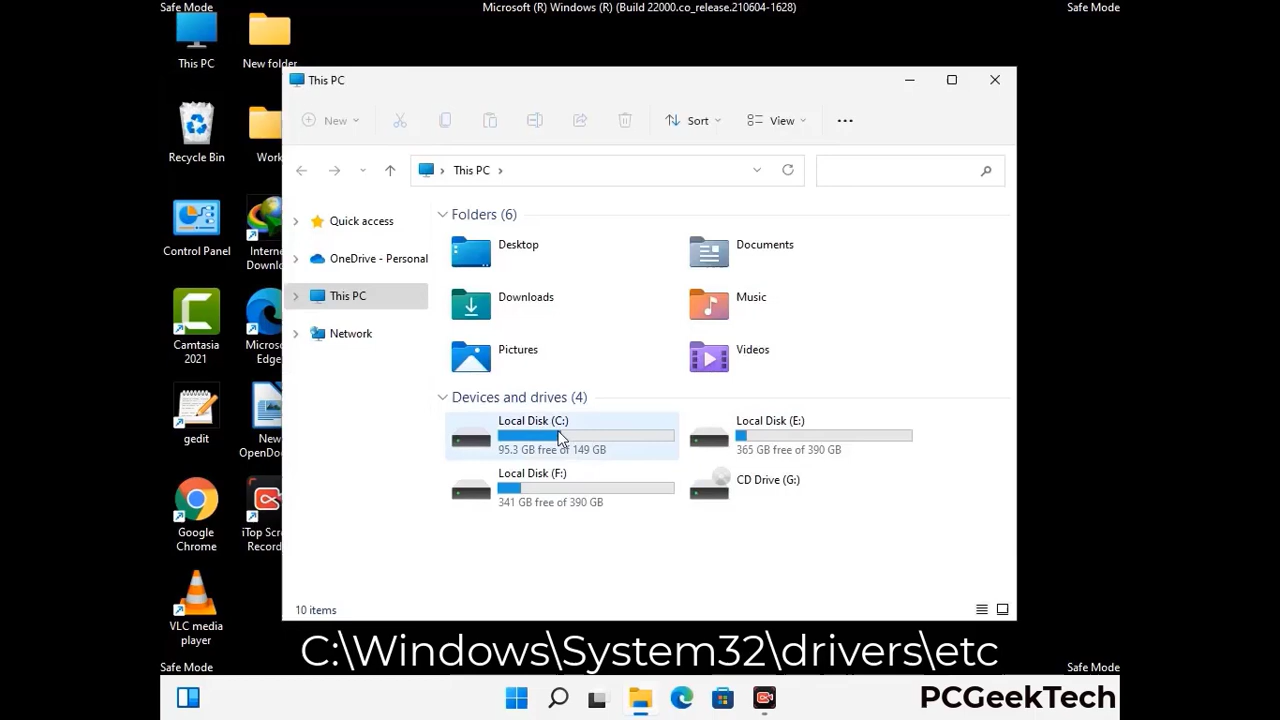 Safe Mode
Microsoft (R) Windows (R) (Build 22000.co_release.210604-1628)
Safe Mode
This PC
New folder
Recycle Bin
Work
Control Panel
Internet
Downlo...
Camtasia
2021
Micros...
Edge
gedit
New
OpenDo...
Google
Chrome
iTop Scre
Record
VLC media
player
This PC
New
Sort
View
This PC
Quick access
OneDrive - Personal
This PC
Network
Folders (6)
Desktop
Documents
Downloads
Music
Pictures
Videos
Devices and drives (4)
Local Disk (C:)
95.3 GB free of 149 GB
Local Disk (E:)
365 GB free of 390 GB
Local Disk (F:)
341 GB free of 390 GB
CD Drive (G:)
10 items
C:\Windows\System32\drivers\etc
Safe Mode
Safe Mode
PCGeekTech